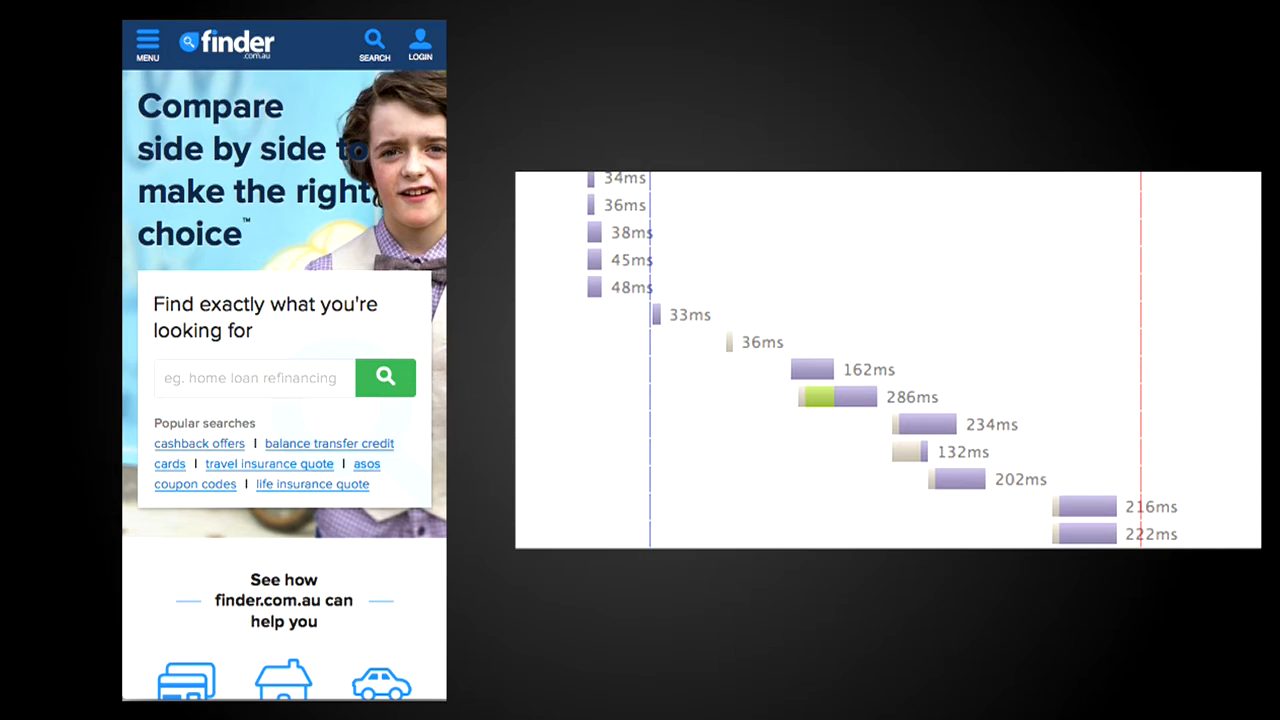 MENU
finder
.com.au
SEARCH
LOGIN
Compare
side by side to
make the right
choice™
Find exactly what you're
looking for
eg. home loan refinancing
Popular searches
cashback offers | balance transfer credit
cards | travel insurance quote | asos
coupon codes | life insurance quote
See how
finder.com.au can
help you
34ms
36ms
38ms
45ms
48ms
33ms
36ms
162ms
286ms
234ms
132ms
202ms
216ms
222ms